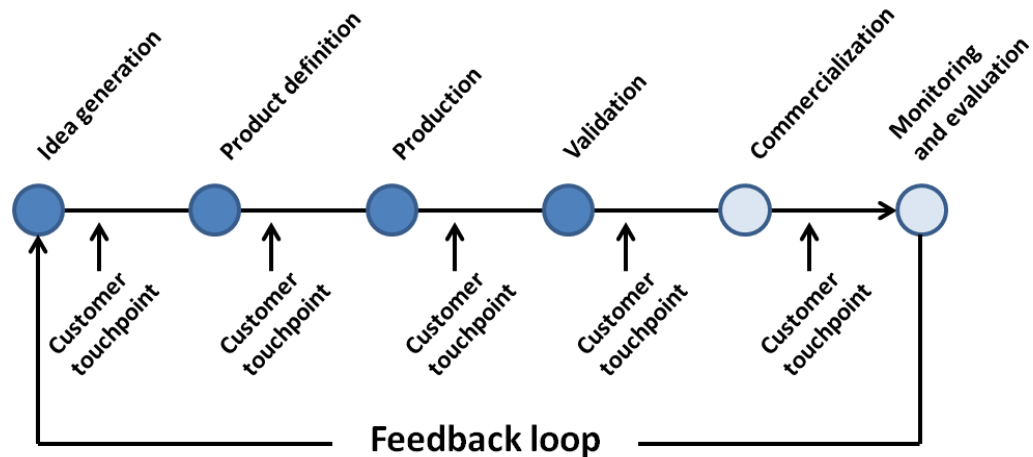 Idea generation
Product definition
Production
Validation
Commercialization
Monitoring
and evaluation
Customer
touchpoint
Customer
touchpoint
Customer
touchpoint
Customer
touchpoint
Customer
touchpoint
Feedback loop